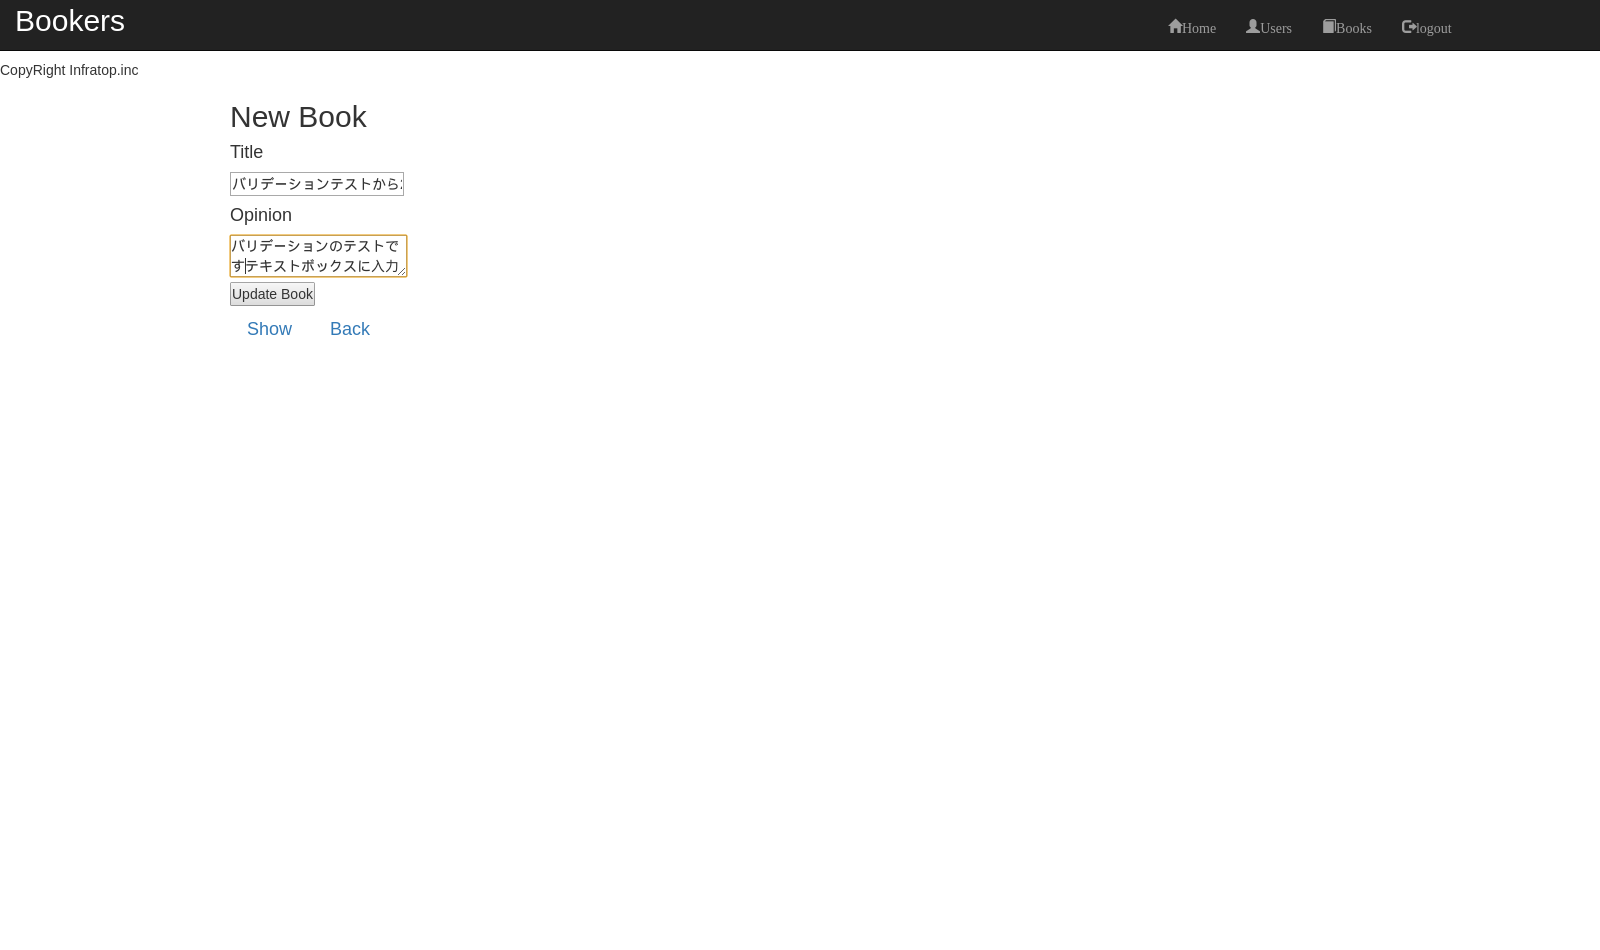 Bookers
Home Users Books logout
CopyRight Infratop.inc
New Book
Title
バリデーションテストから
Opinion
バリデーションのテストで
すテキストボックスに入力
Update Book
Show Back